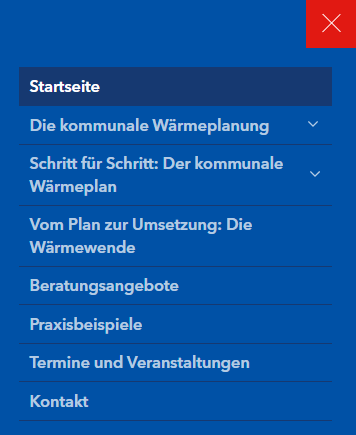 Startseite
Die kommunale Wärmeplanung
Schritt für Schritt: Der kommunale
Wärmeplan
Vom Plan zur Umsetzung: Die
Wärmewende
Beratungsangebote
Praxisbeispiele
Termine und Veranstaltungen
Kontakt